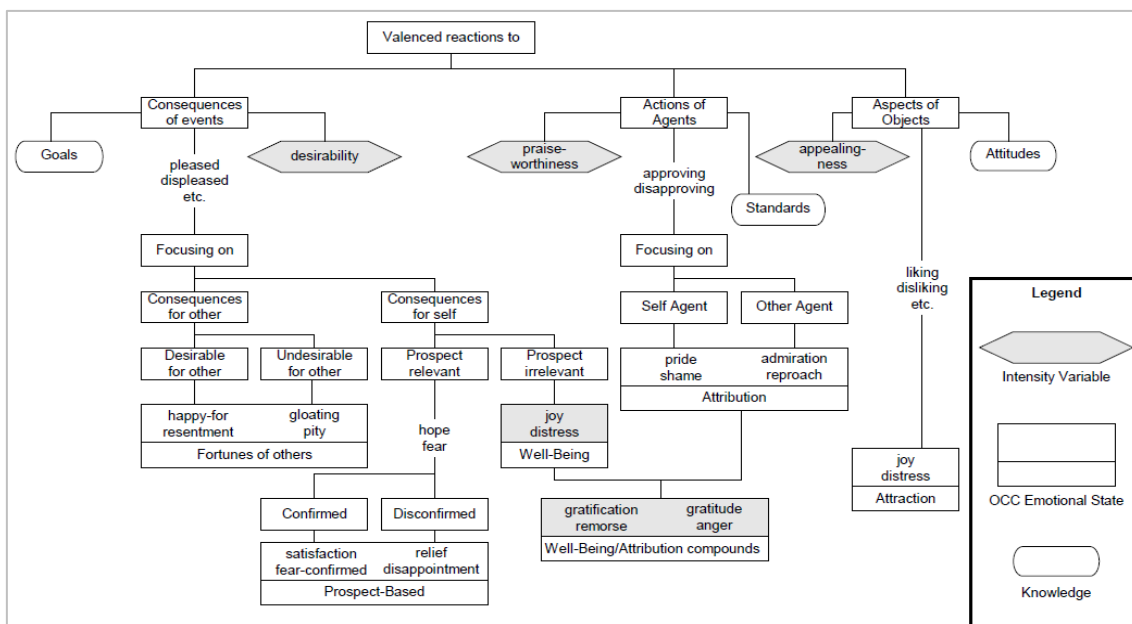 Valenced reactions to
Consequences
of events
Actions of
Agents
Aspects of
Objects
Goals
desirability
praise-
worthiness
appealing-
ness
Attitudes
pleased
displeased
etc.
approving
disapproving
Standards
Focusing on
Focusing on
liking
disliking
etc.
Consequences
for other
Consequences
for self
Self Agent
Other Agent
Desirable
for other
Undesirable
for other
Prospect
relevant
Prospect
irrelevant
pride
shame
admiration
reproach
Attribution
happy-for
resentment
gloating
pity
Fortunes of others
hope
fear
joy
distress
Well-Being
joy
distress
Attraction
Confirmed
Disconfirmed
gratification
remorse
gratitude
anger
Well-Being/Attribution compounds
satisfaction
fear-confirmed
relief
disappointment
Prospect-Based
Legend
Intensity Variable
OCC Emotional State
Knowledge